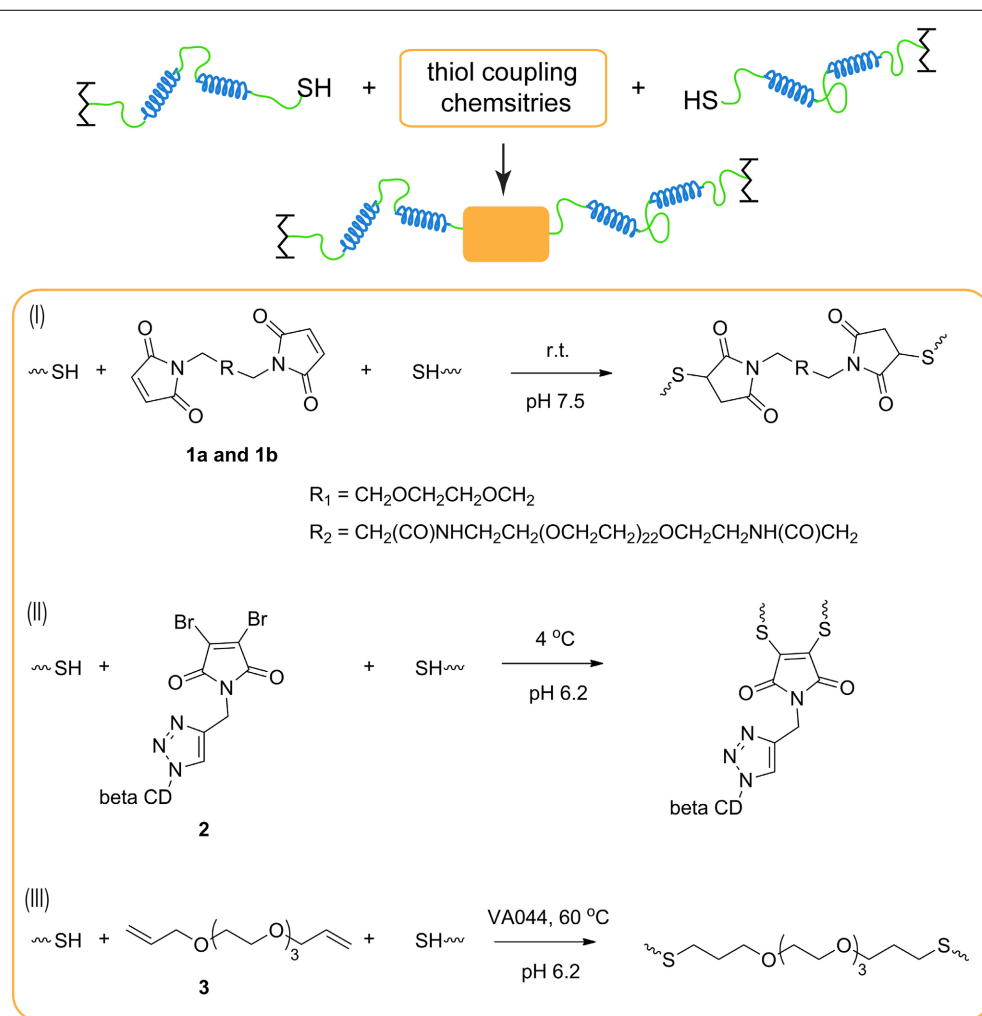 SH + thiol coupling chemsitries + HS
(I)
SH + O N O R O N O + SH r.t. pH 7.5 S O N O R O N O S
1a and 1b
R₁ = CH₂OCH₂CH₂OCH₂
R₂ = CH₂(CO)NHCH₂CH₂(OCH₂CH₂)₂₂OCH₂CH₂NH(CO)CH₂
(II)
SH + Br Br O N O N N N beta CD + SH 4 °C pH 6.2 S S O N O N N N beta CD
2
(III)
SH + O ( O ) 3 + SH VA044, 60 °C pH 6.2 S O ( O ) 3 S
3